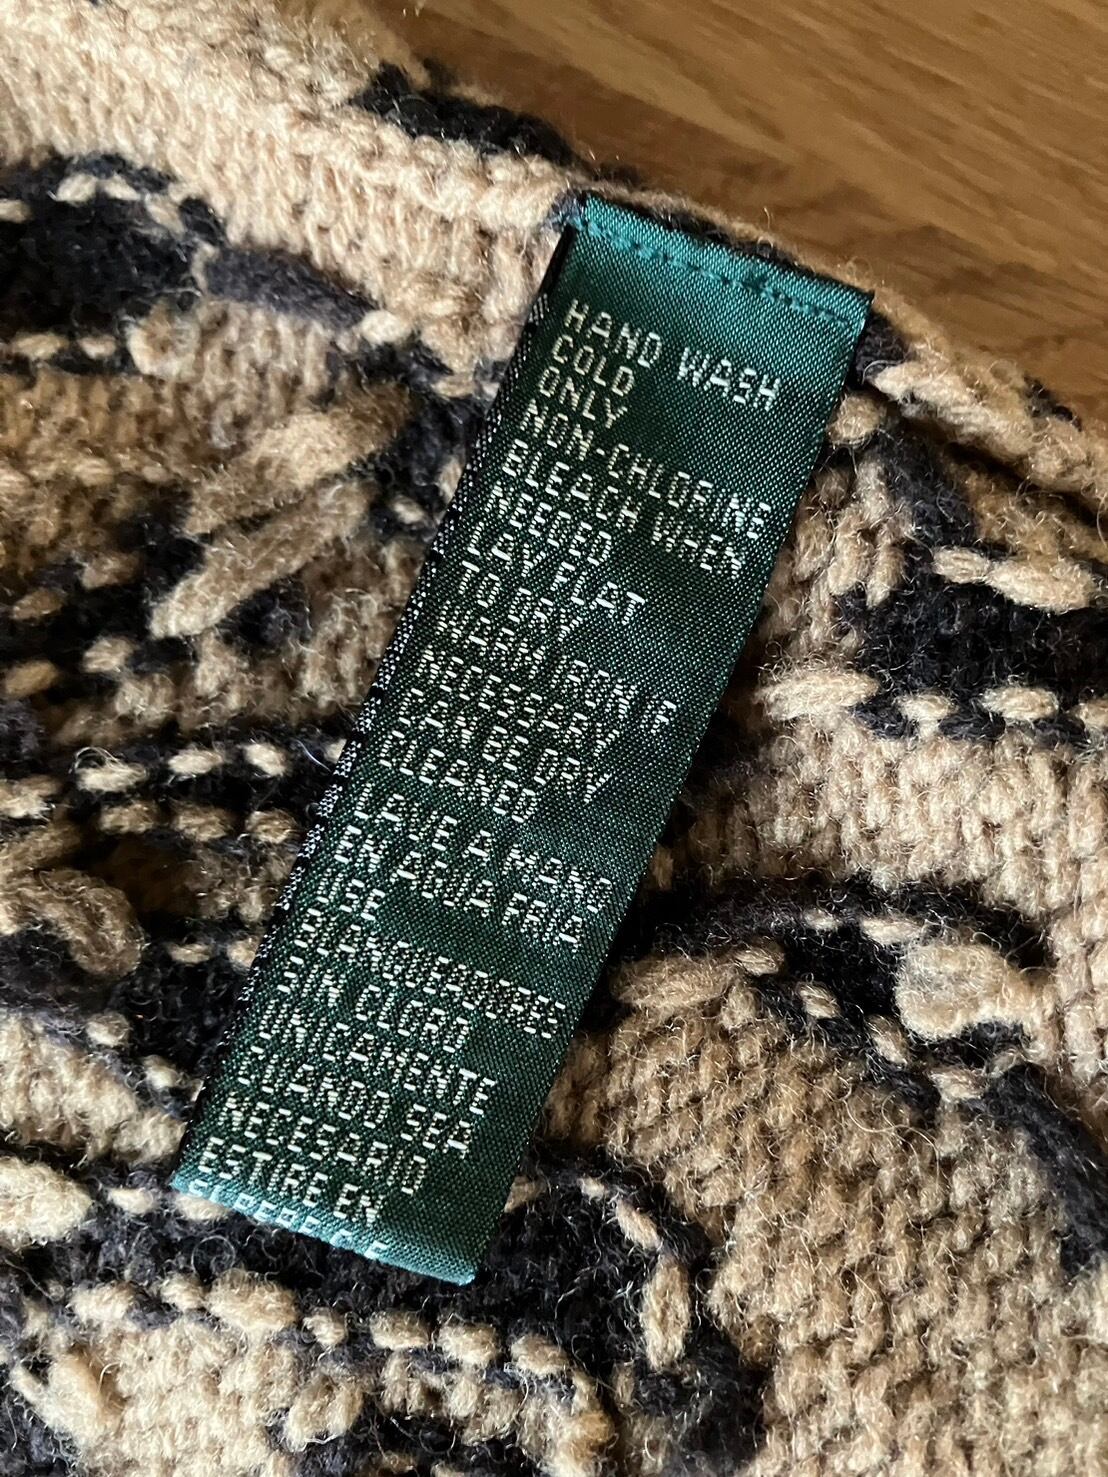 HAND WASH
COLD
ONLY
NON-CHLORINE
BLEACH WHEN
NEEDED
LAY FLAT
TO DRY
WARM IRON IF
NECESSARY
CAN BE DRY
CLEANED
LAVE A MANO
EN AGUA FRIA
USE
BLANQUEADORES
SIN CLORO
UNICAMENTE
CUANDO SEA
NECESARIO
ESTIRE EN